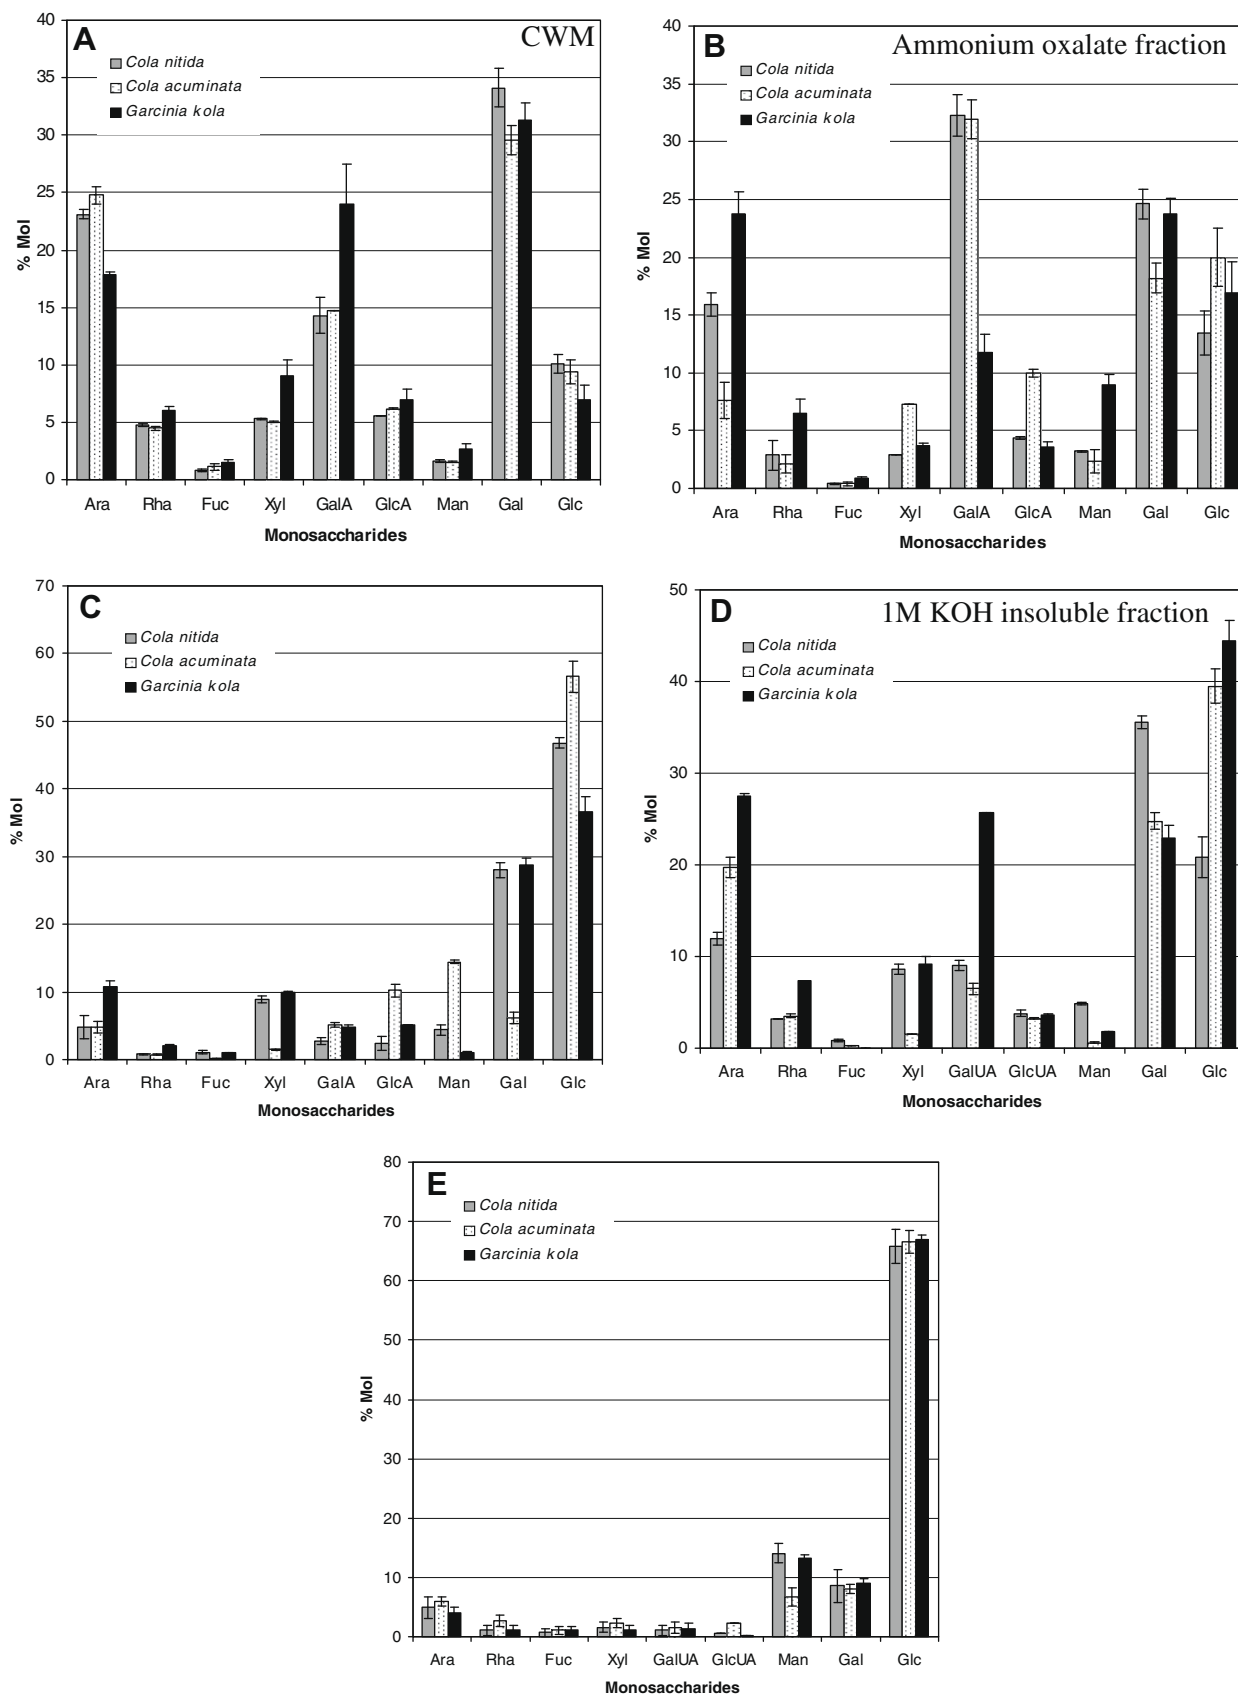 A
CWM
Cola nitida
Cola acuminata
Garcinia kola
40
35
30
25
20
15
10
5
0
% Mol
Ara Rha Fuc Xyl GalA GlcA Man Gal Glc
Monosaccharides
B
Ammonium oxalate fraction
Cola nitida
Cola acuminata
Garcinia kola
40
35
30
25
20
15
10
5
0
% Mol
Ara Rha Fuc Xyl GalA GlcA Man Gal Glc
Monosaccharides
C
Cola nitida
Cola acuminata
Garcinia kola
70
60
50
40
30
20
10
0
% Mol
Ara Rha Fuc Xyl GalA GlcA Man Gal Glc
Monosaccharides
D
1M KOH insoluble fraction
Cola nitida
Cola acuminata
Garcinia kola
50
40
30
20
10
0
% Mol
Ara Rha Fuc Xyl GalUA GlcUA Man Gal Glc
Monosaccharides
E
Cola nitida
Cola acuminata
Garcinia kola
80
70
60
50
40
30
20
10
0
% Mol
Ara Rha Fuc Xyl GalUA GlcUA Man Gal Glc
Monosaccharides